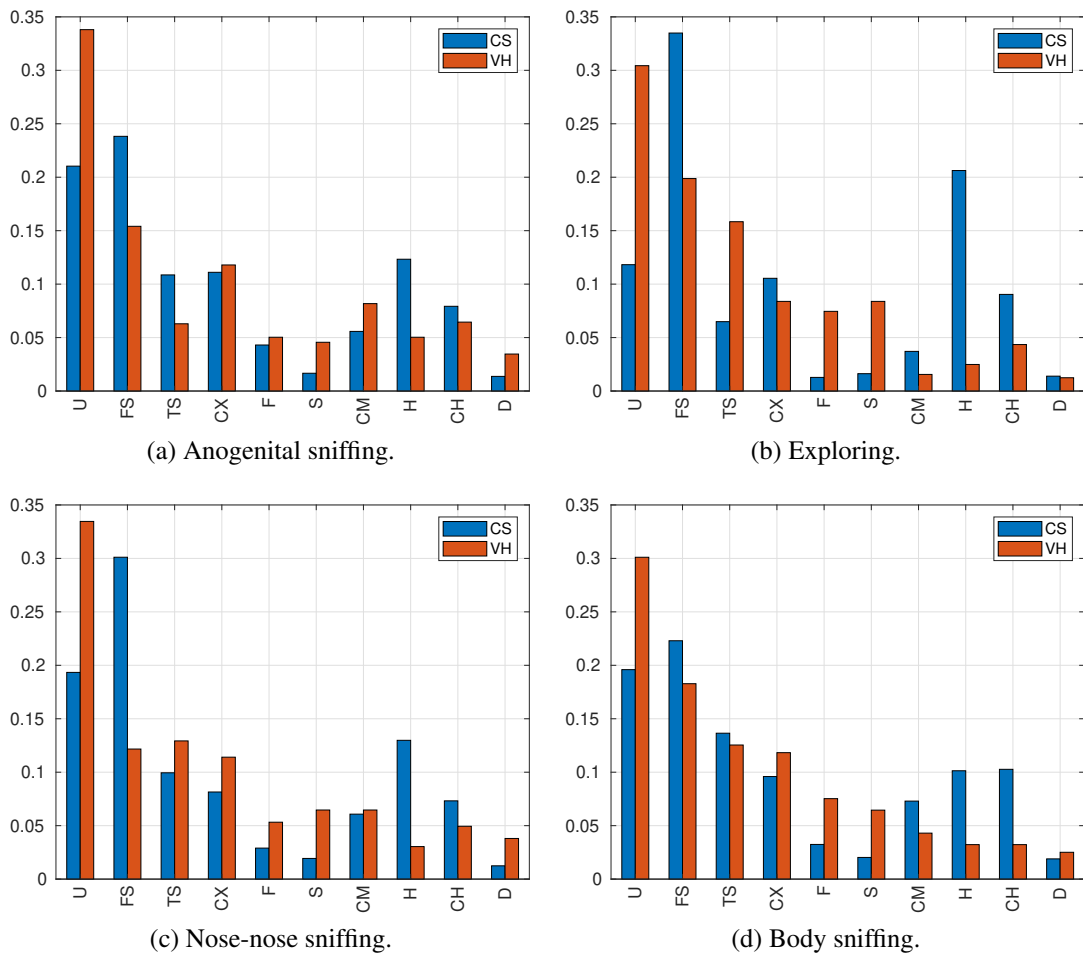 0.35
0.3
0.25
0.2
0.15
0.1
0.05
0
CS
VH
U FS TS CX F S CM H CH D
(a) Anogenital sniffing.
0.35
0.3
0.25
0.2
0.15
0.1
0.05
0
CS
VH
U FS TS CX F S CM H CH D
(b) Exploring.
0.35
0.3
0.25
0.2
0.15
0.1
0.05
0
CS
VH
U FS TS CX F S CM H CH D
(c) Nose-nose sniffing.
0.35
0.3
0.25
0.2
0.15
0.1
0.05
0
CS
VH
U FS TS CX F S CM H CH D
(d) Body sniffing.